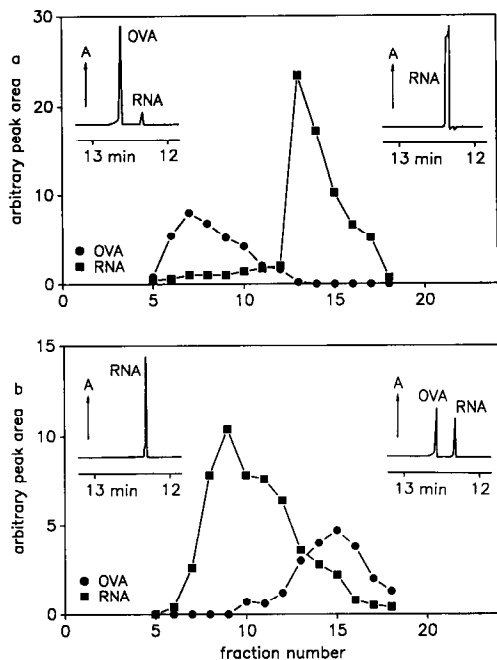 arbitrary peak area a
30
20
10
0
A
OVA
RNA
13 min 12
A
RNA
13 min 12
OVA
RNA
0 5 10 15 20
fraction number
arbitrary peak area b
15
10
5
0
A
RNA
13 min 12
A
OVA
RNA
13 min 12
OVA
RNA
0 5 10 15 20
fraction number